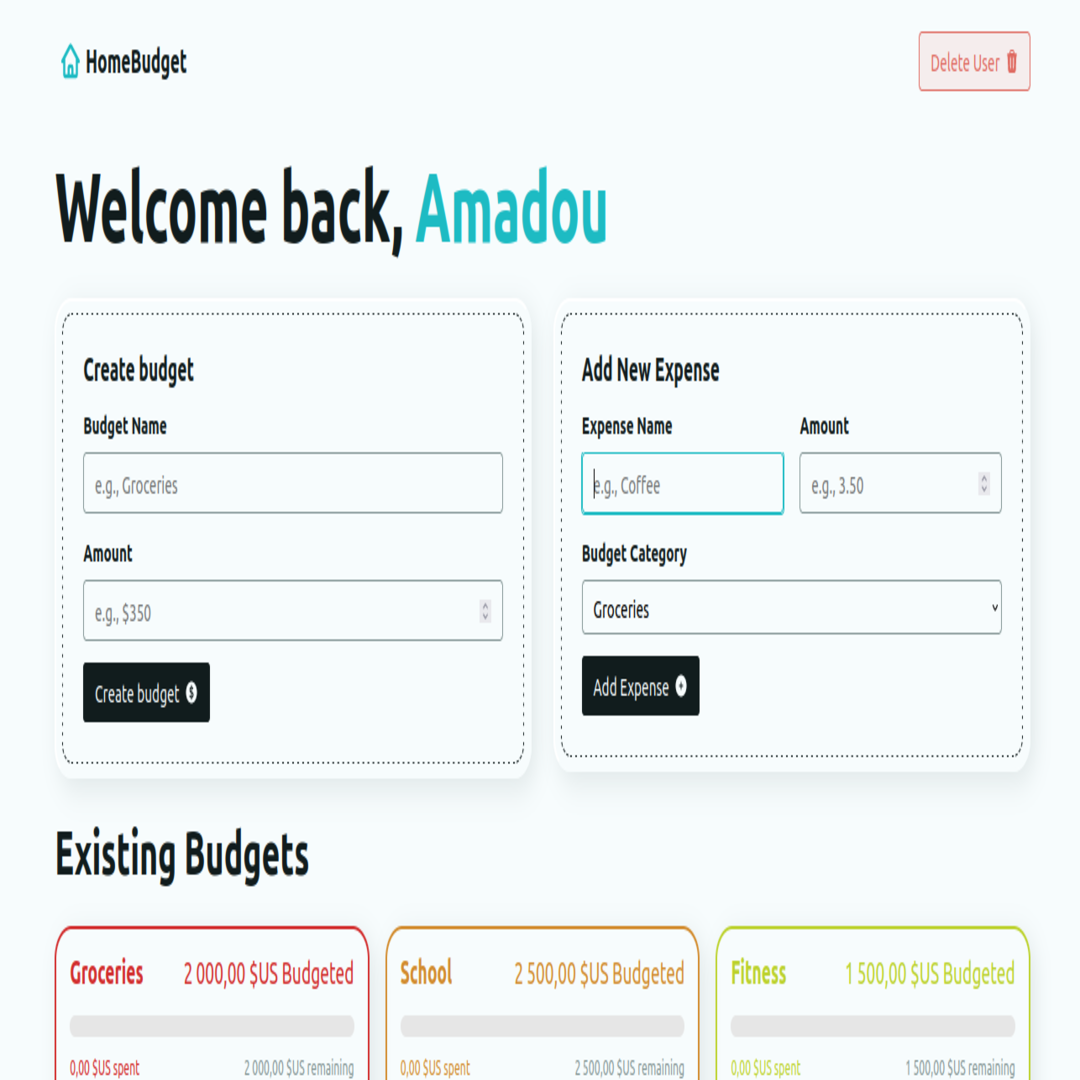 HomeBudget
Delete User
Welcome back, Amadou
Create budget
Budget Name
e.g., Groceries
Amount
e.g., $350
Create budget
Add New Expense
Expense Name
Amount
e.g., Coffee
e.g., 3.50
Budget Category
Groceries
Add Expense
Existing Budgets
Groceries
2 000,00 $US Budgeted
0,00 $US spent
2 000,00 $US remaining
School
2 500,00 $US Budgeted
0,00 $US spent
2 500,00 $US remaining
Fitness
1 500,00 $US Budgeted
0,00 $US spent
1 500,00 $US remaining